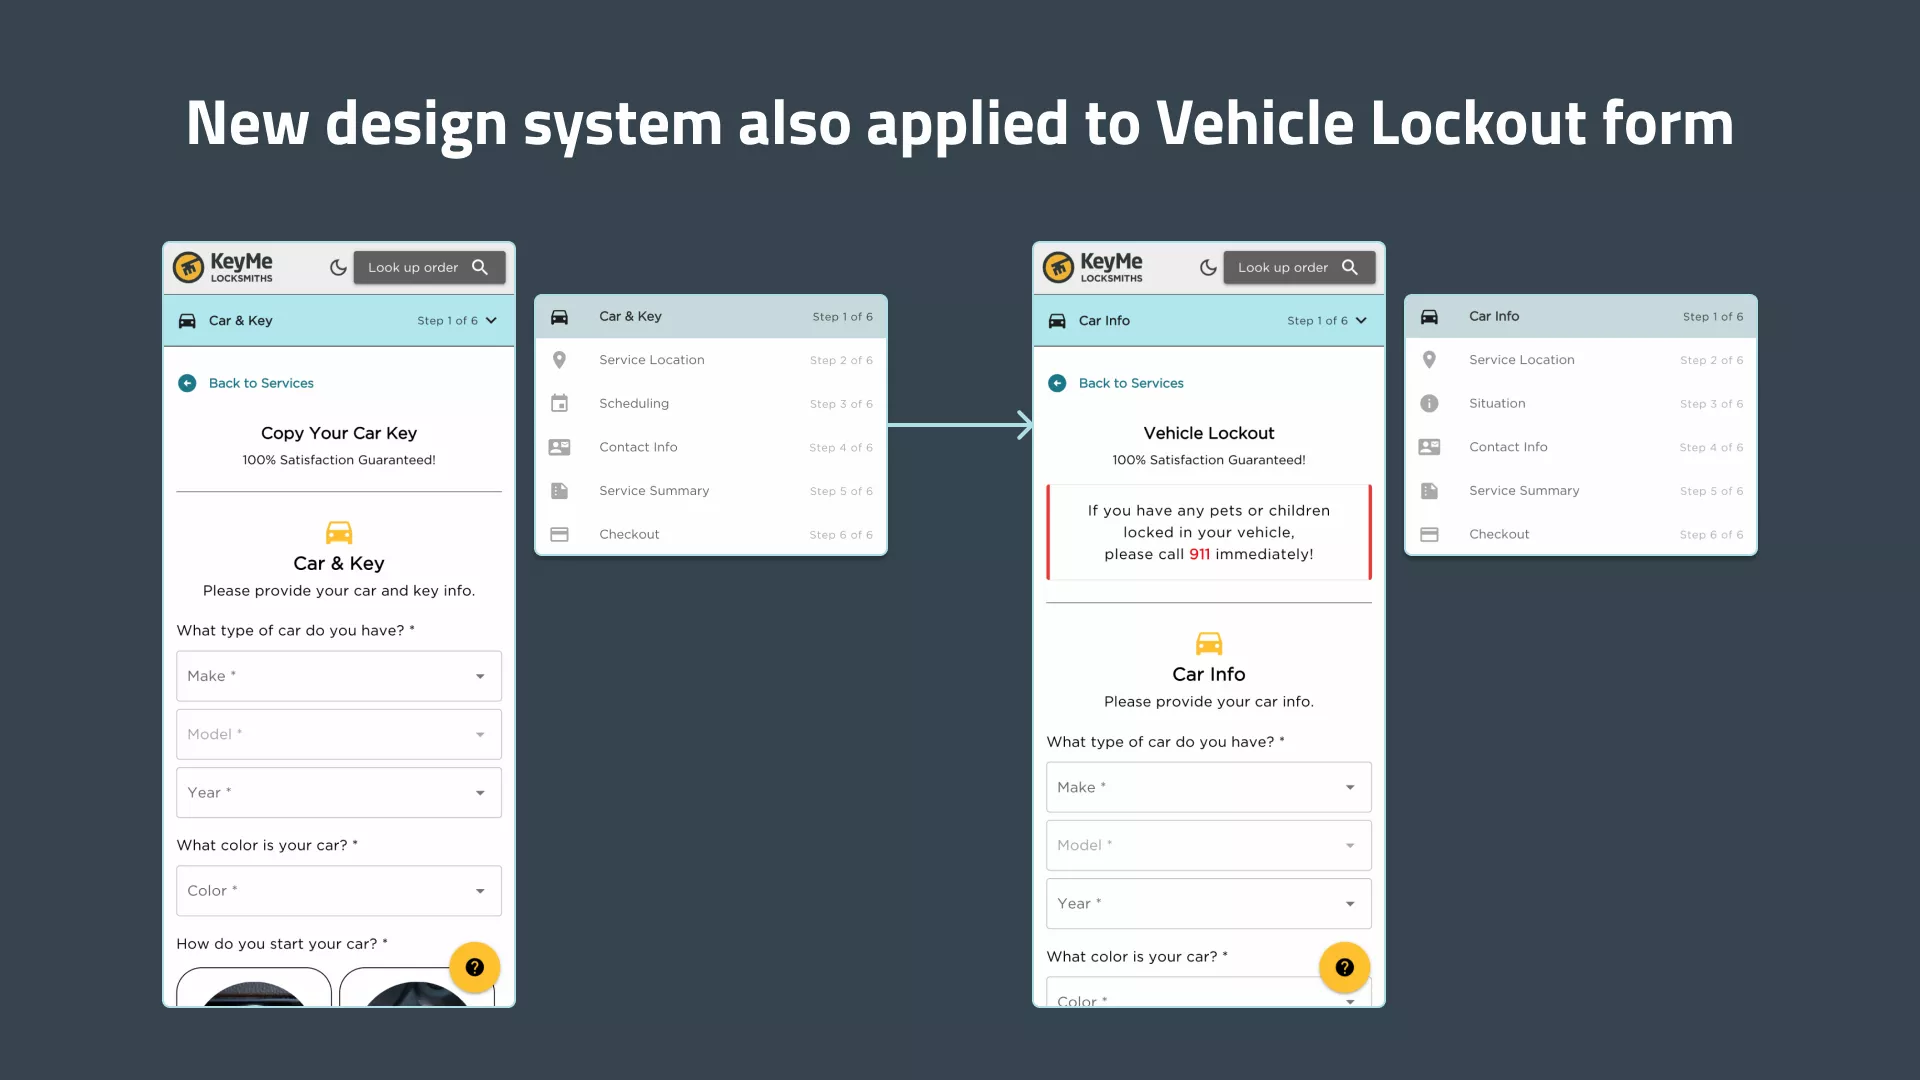 New design system also applied to Vehicle Lockout form
KeyMe
LOCKSMITHS
Look up order
Car & Key
Step 1 of 6
Back to Services
Copy Your Car Key
100% Satisfaction Guaranteed!
Car & Key
Please provide your car and key info.
What type of car do you have? *
Make *
Model *
Year *
What color is your car? *
Color *
How do you start your car? *
Car & Key
Step 1 of 6
Service Location
Step 2 of 6
Scheduling
Step 3 of 6
Contact Info
Step 4 of 6
Service Summary
Step 5 of 6
Checkout
Step 6 of 6
KeyMe
LOCKSMITHS
Look up order
Car Info
Step 1 of 6
Back to Services
Vehicle Lockout
100% Satisfaction Guaranteed!
If you have any pets or children
locked in your vehicle,
please call 911 immediately!
Car Info
Please provide your car info.
What type of car do you have? *
Make *
Model *
Year *
What color is your car? *
Color *
Car Info
Step 1 of 6
Service Location
Step 2 of 6
Situation
Step 3 of 6
Contact Info
Step 4 of 6
Service Summary
Step 5 of 6
Checkout
Step 6 of 6